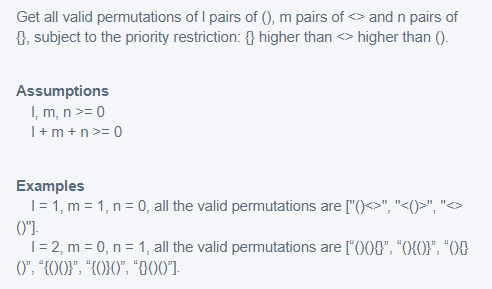 Get all valid permutations of l pairs of (), m pairs of <> and n pairs of
{}, subject to the priority restriction: {} higher than <> higher than ().
Assumptions
l, m, n >= 0
l + m + n >= 0
Examples
l = 1, m = 1, n = 0, all the valid permutations are ["()<>", "<()>", "<>
()"].
l = 2, m = 0, n = 1, all the valid permutations are [“()(){}”, “(){()}”, “(){}
()”, “{()()}”, “{()}()”, “{}()()”].